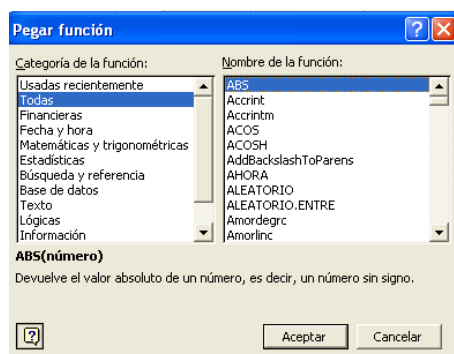 Pegar función
Categoría de la función:
Usadas recientemente
Todas
Financieras
Fecha y hora
Matemáticas y trigonométricas
Estadísticas
Búsqueda y referencia
Base de datos
Texto
Lógicas
Información
Nombre de la función:
ABS
Accrint
Accrintm
ACOS
ACOSH
AddBackslashToParens
AHORA
ALEATORIO
ALEATORIO.ENTRE
Amordegrc
Amorlinc
ABS(número)
Devuelve el valor absoluto de un número, es decir, un número sin signo.
Aceptar Cancelar